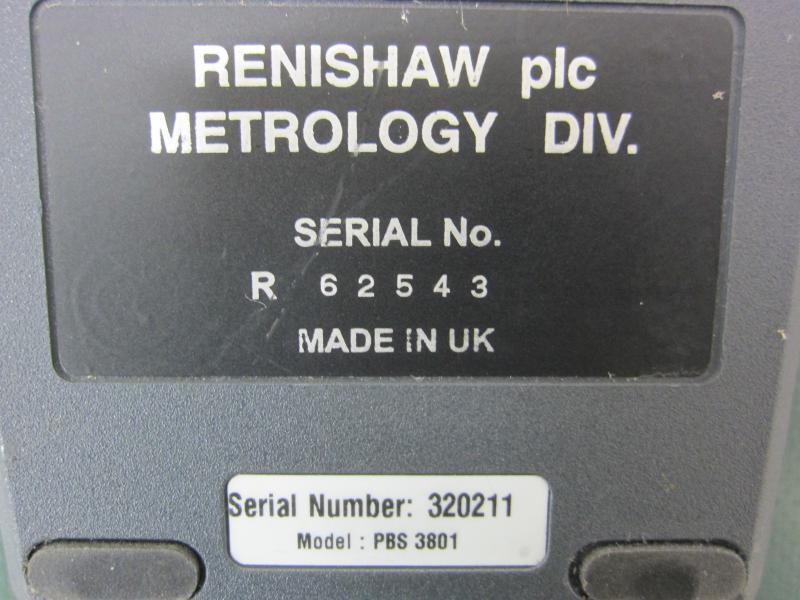 RENISHAW plc
METROLOGY DIV.
SERIAL No.
R 62543
MADE IN UK
Serial Number: 320211
Model : PBS 3801